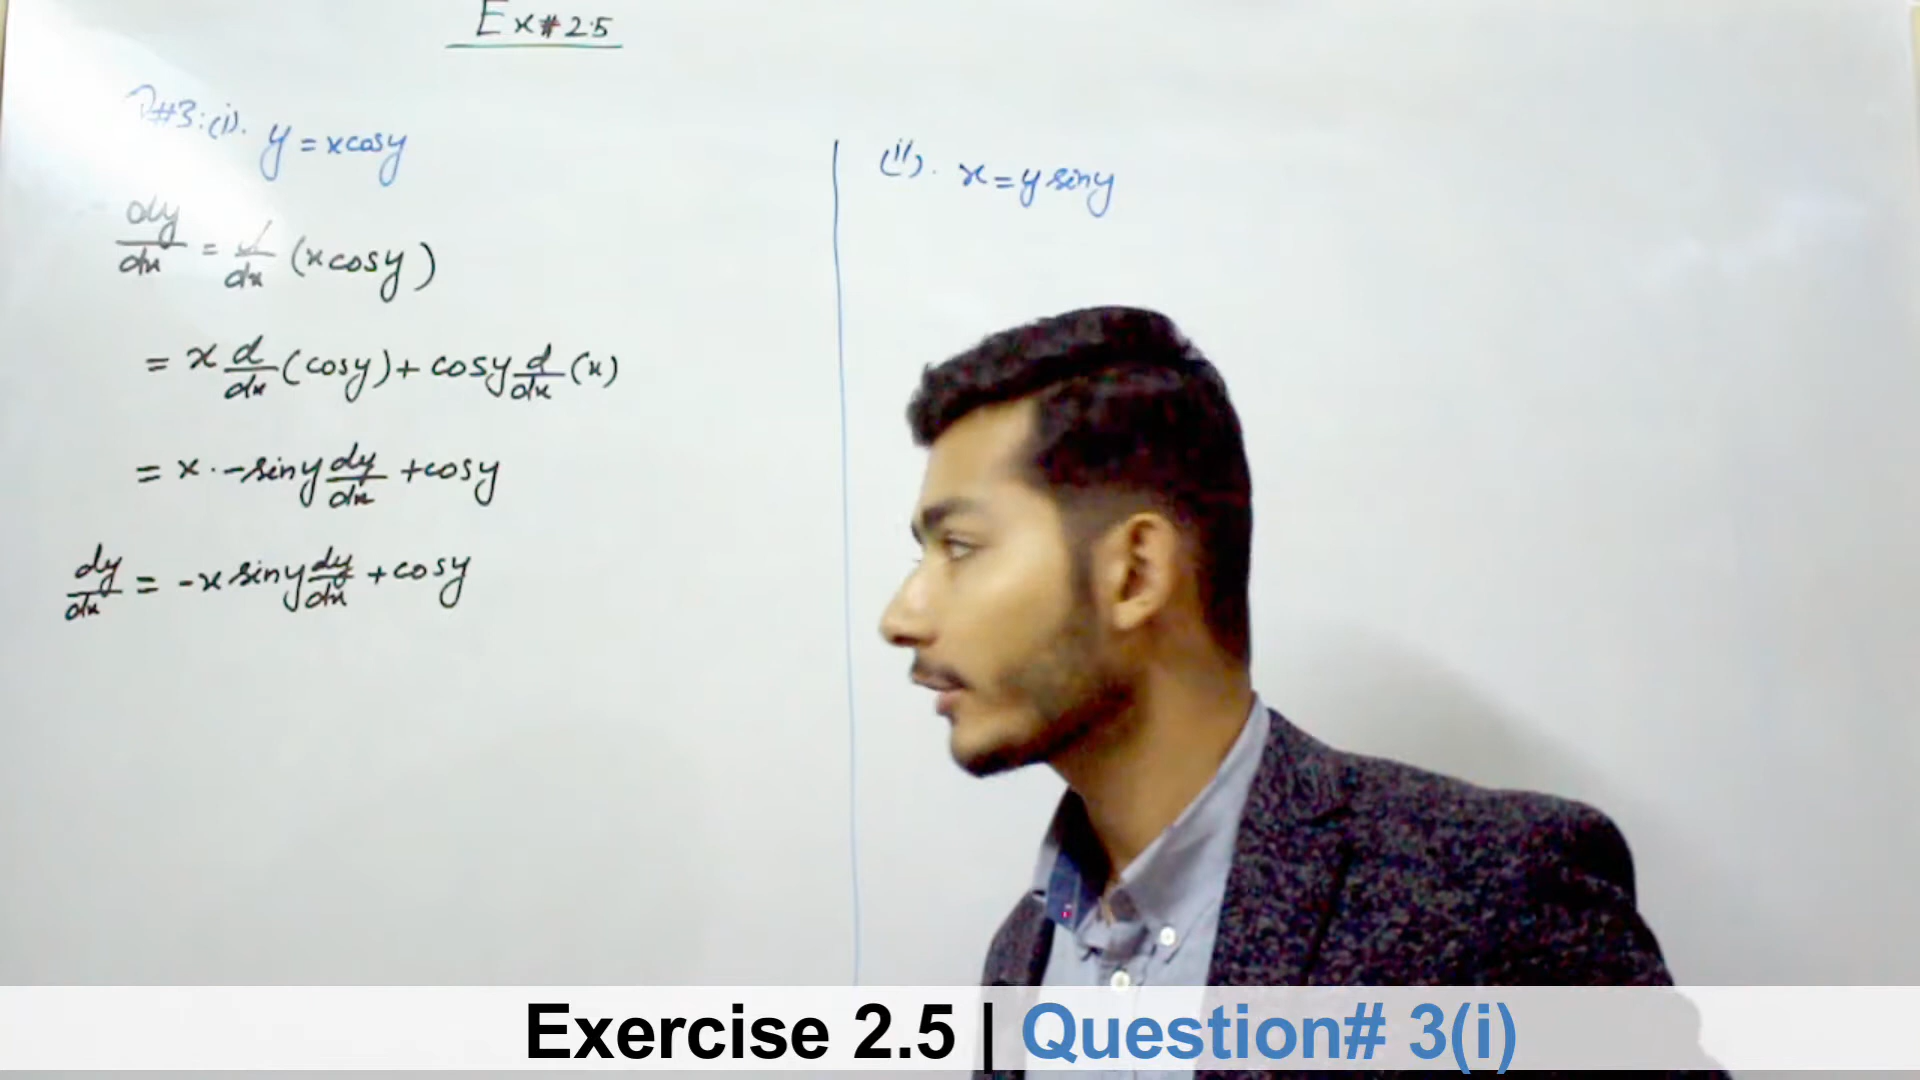 Ex#2.5
Q#3:(i). y = xcosy
dy/dx = d/dx (xcosy)
= x d/dx (cosy) + cosy d/dx (x)
= x · -siny dy/dx + cosy
dy/dx = -x siny dy/dx + cosy
(ii). x = y siny
Exercise 2.5 | Question# 3(i)